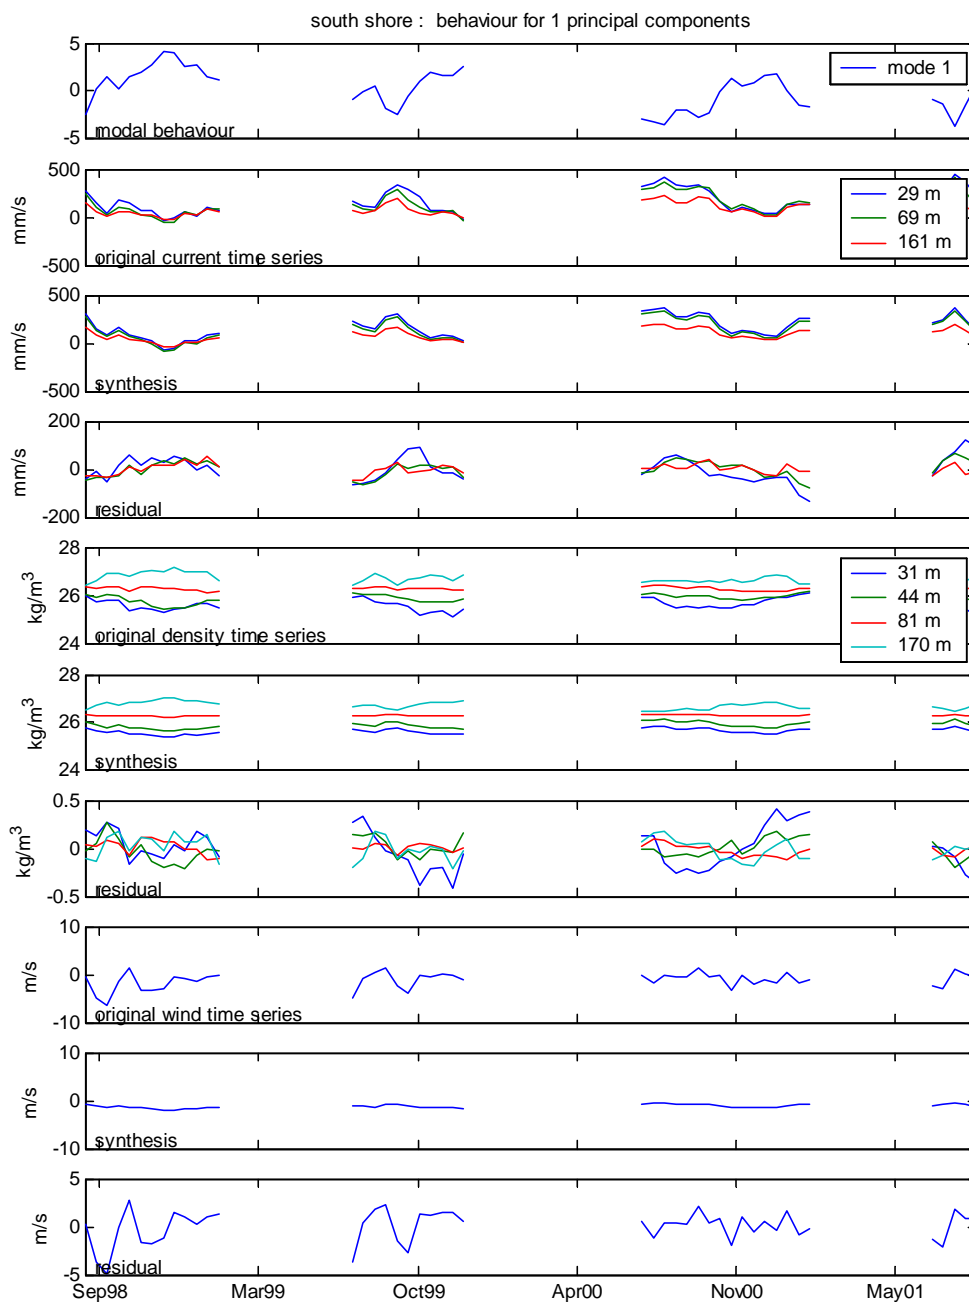 south shore :  behaviour for 1 principal components
5
0
-5
mode 1
modal behaviour
500
0
-500
mm/s
29 m
69 m
161 m
original current time series
500
0
-500
mm/s
synthesis
200
0
-200
mm/s
residual
28
26
24
kg/m3
31 m
44 m
81 m
170 m
original density time series
28
26
24
kg/m3
synthesis
0.5
0
-0.5
kg/m3
residual
10
0
-10
m/s
original wind time series
10
0
-10
m/s
synthesis
5
0
-5
m/s
residual
Sep98 Mar99 Oct99 Apr00 Nov00 May01